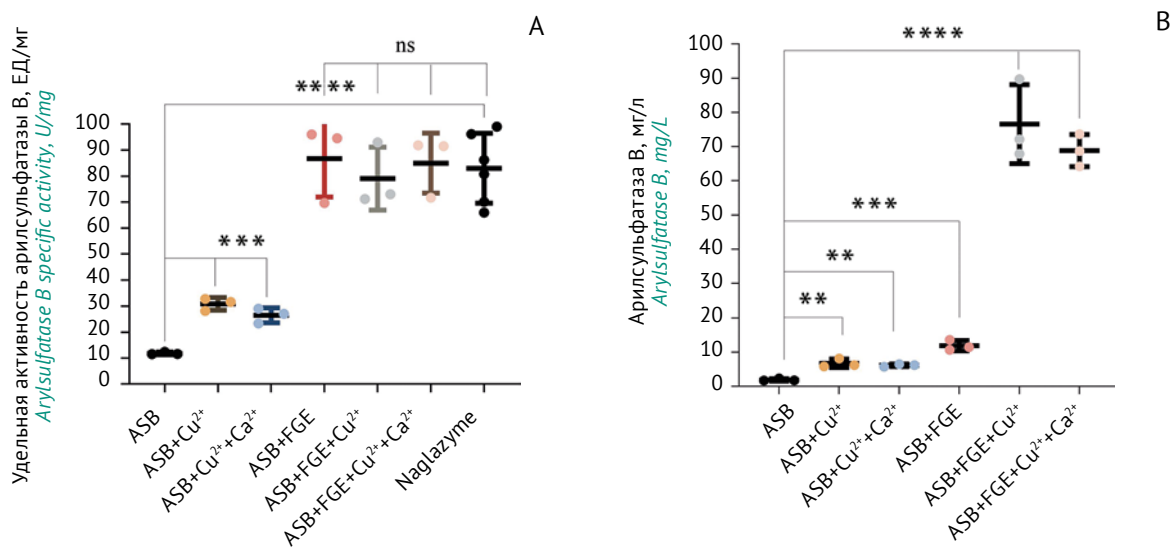 A
Удельная активность арилсульфатазы В, ЕД/мг
Arylsulfatase B specific activity, U/mg
ns
****
***
100
90
80
70
60
50
40
30
20
10
0
ASB
ASB+Cu²⁺
ASB+Cu²⁺+Ca²⁺
ASB+FGE
ASB+FGE+Cu²⁺
ASB+FGE+Cu²⁺+Ca²⁺
Naglazyme
B
Арилсульфатаза В, мг/л
Arylsulfatase B, mg/L
****
***
**
**
100
90
80
70
60
50
40
30
20
10
0
ASB
ASB+Cu²⁺
ASB+Cu²⁺+Ca²⁺
ASB+FGE
ASB+FGE+Cu²⁺
ASB+FGE+Cu²⁺+Ca²⁺